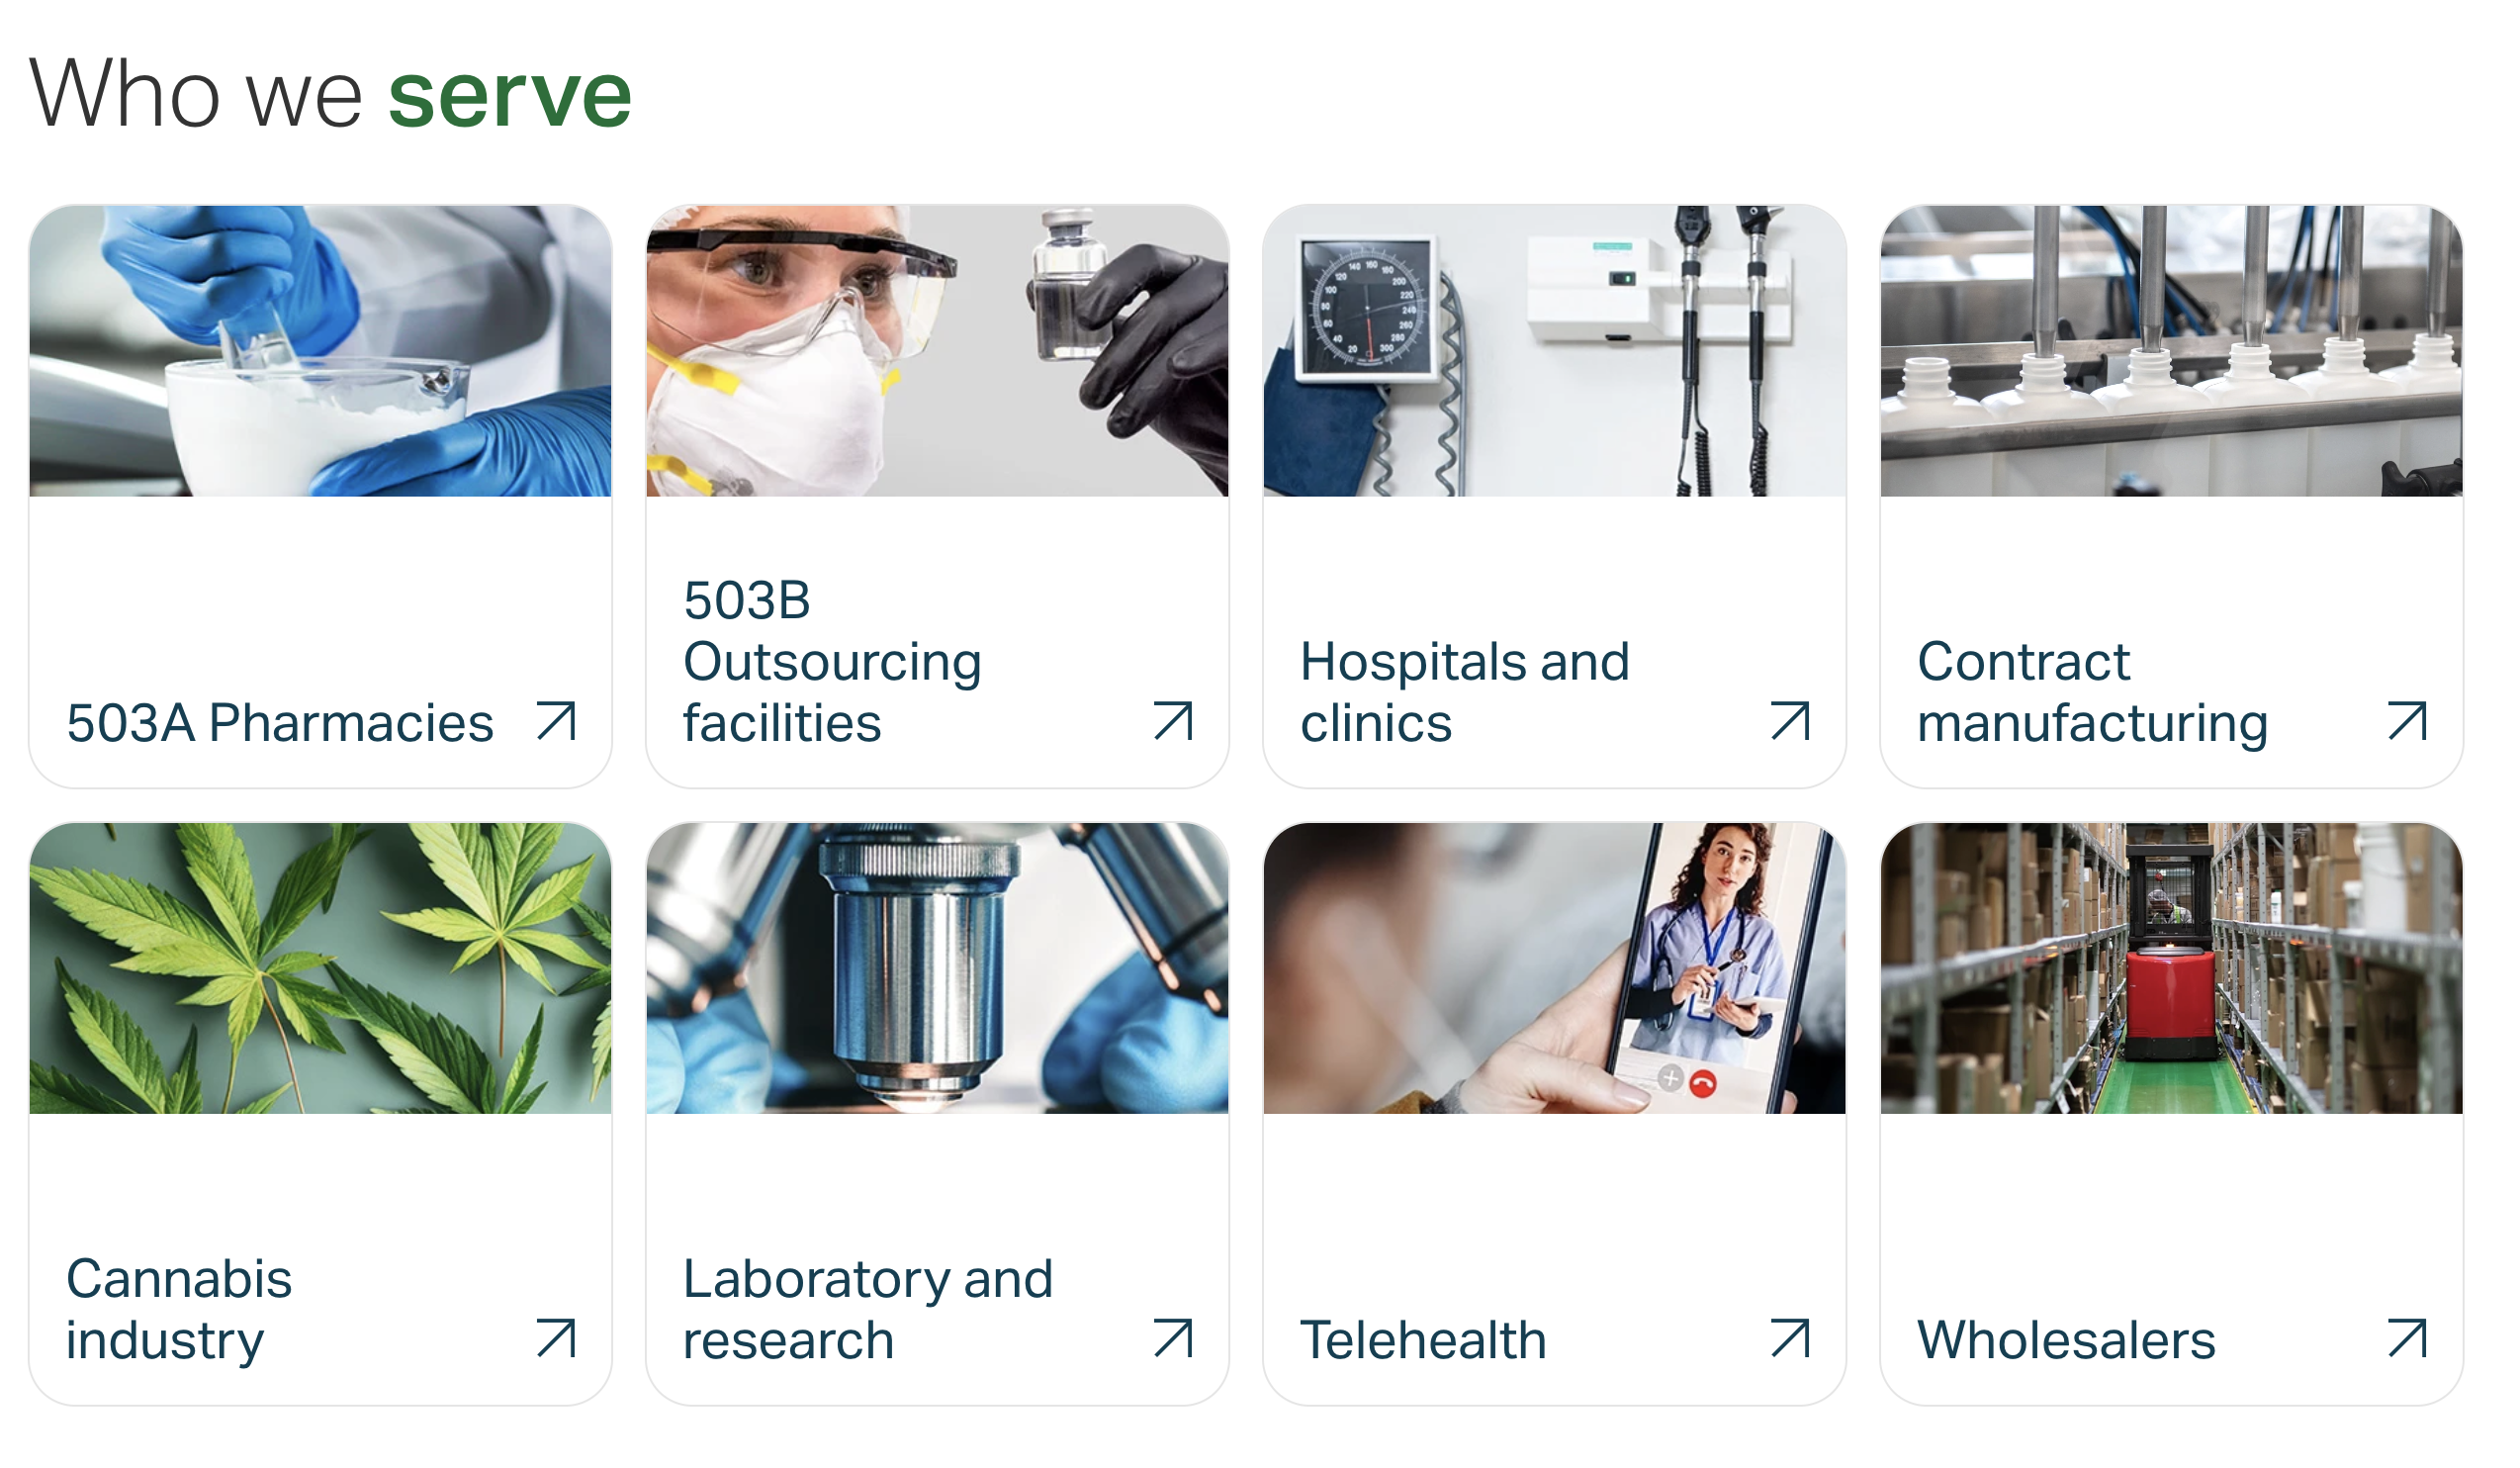 Who we serve
503A Pharmacies
503B
Outsourcing
facilities
Hospitals and
clinics
Contract
manufacturing
Cannabis
industry
Laboratory and
research
Telehealth
Wholesalers